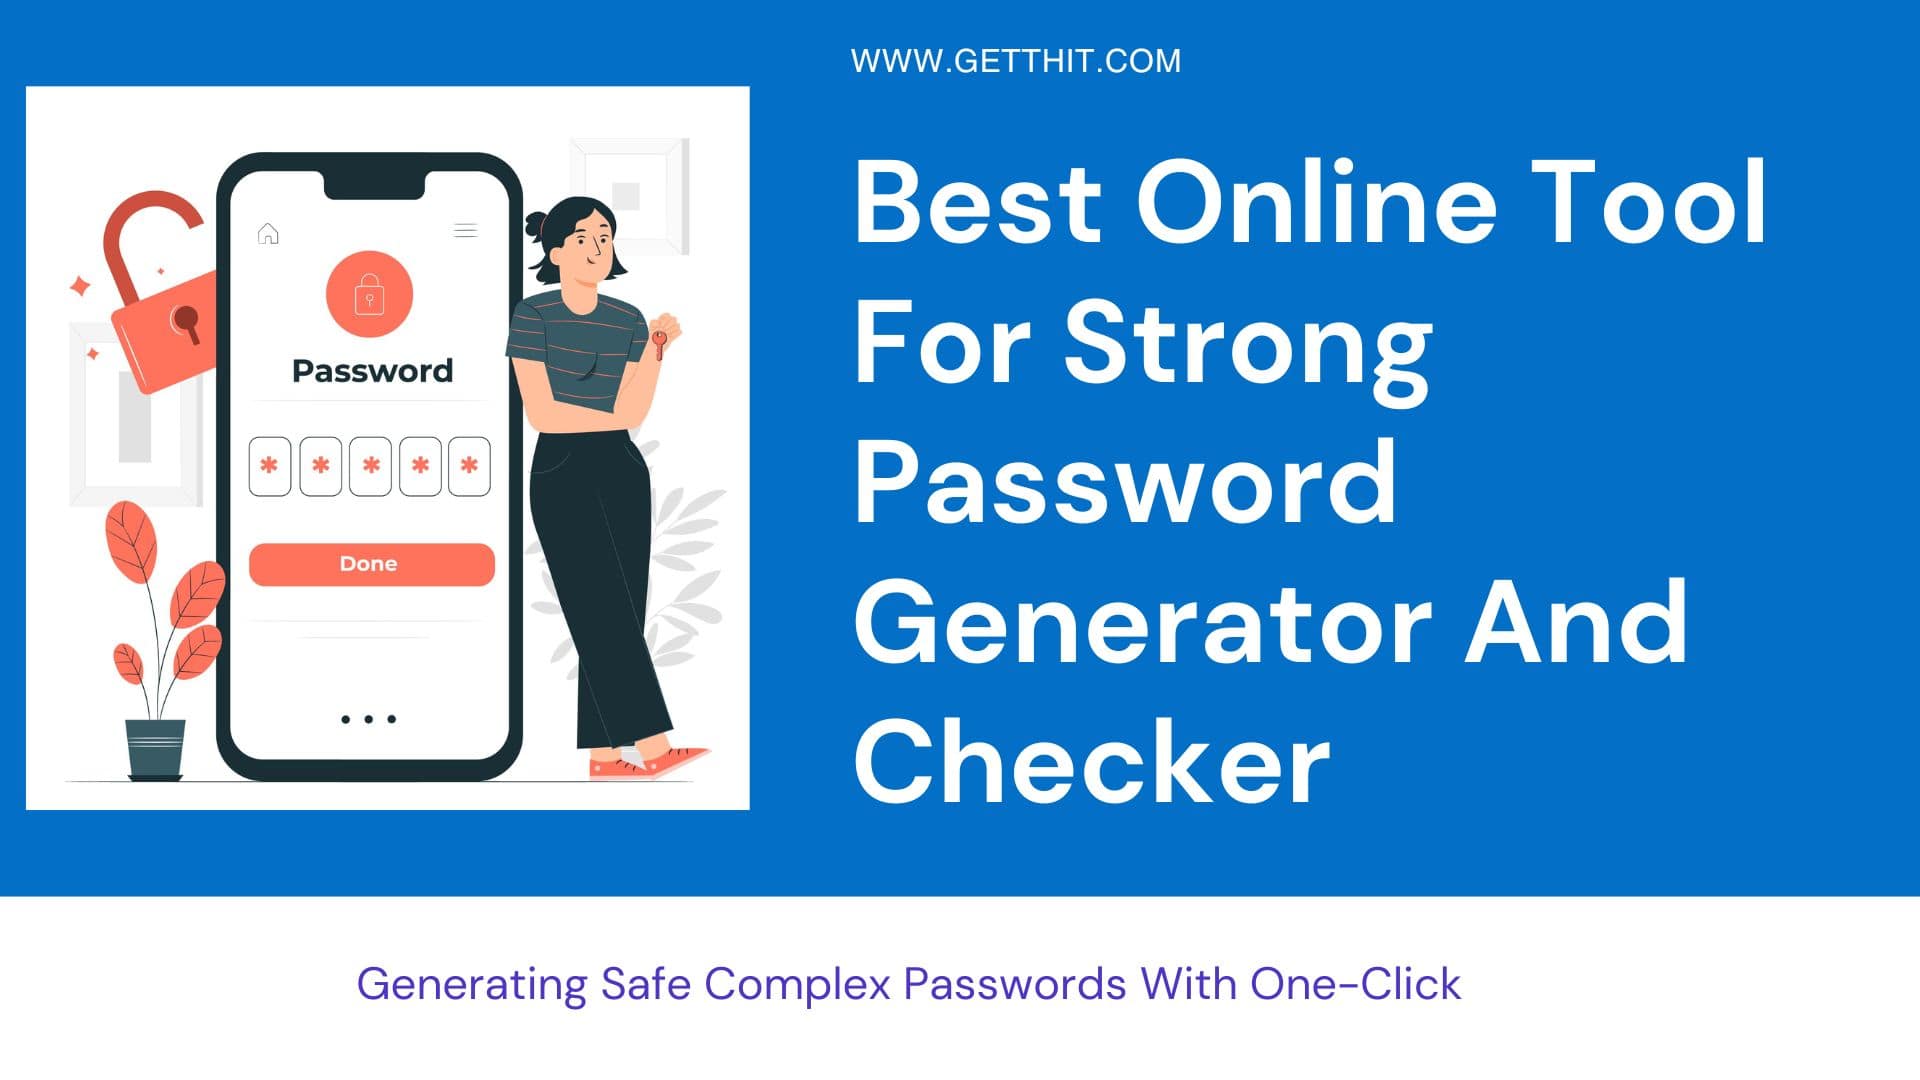 WWW.GETTHIT.COM
Best Online Tool
For Strong
Password
Generator And
Checker
Password
* * * * *
Done
Generating Safe Complex Passwords With One-Click